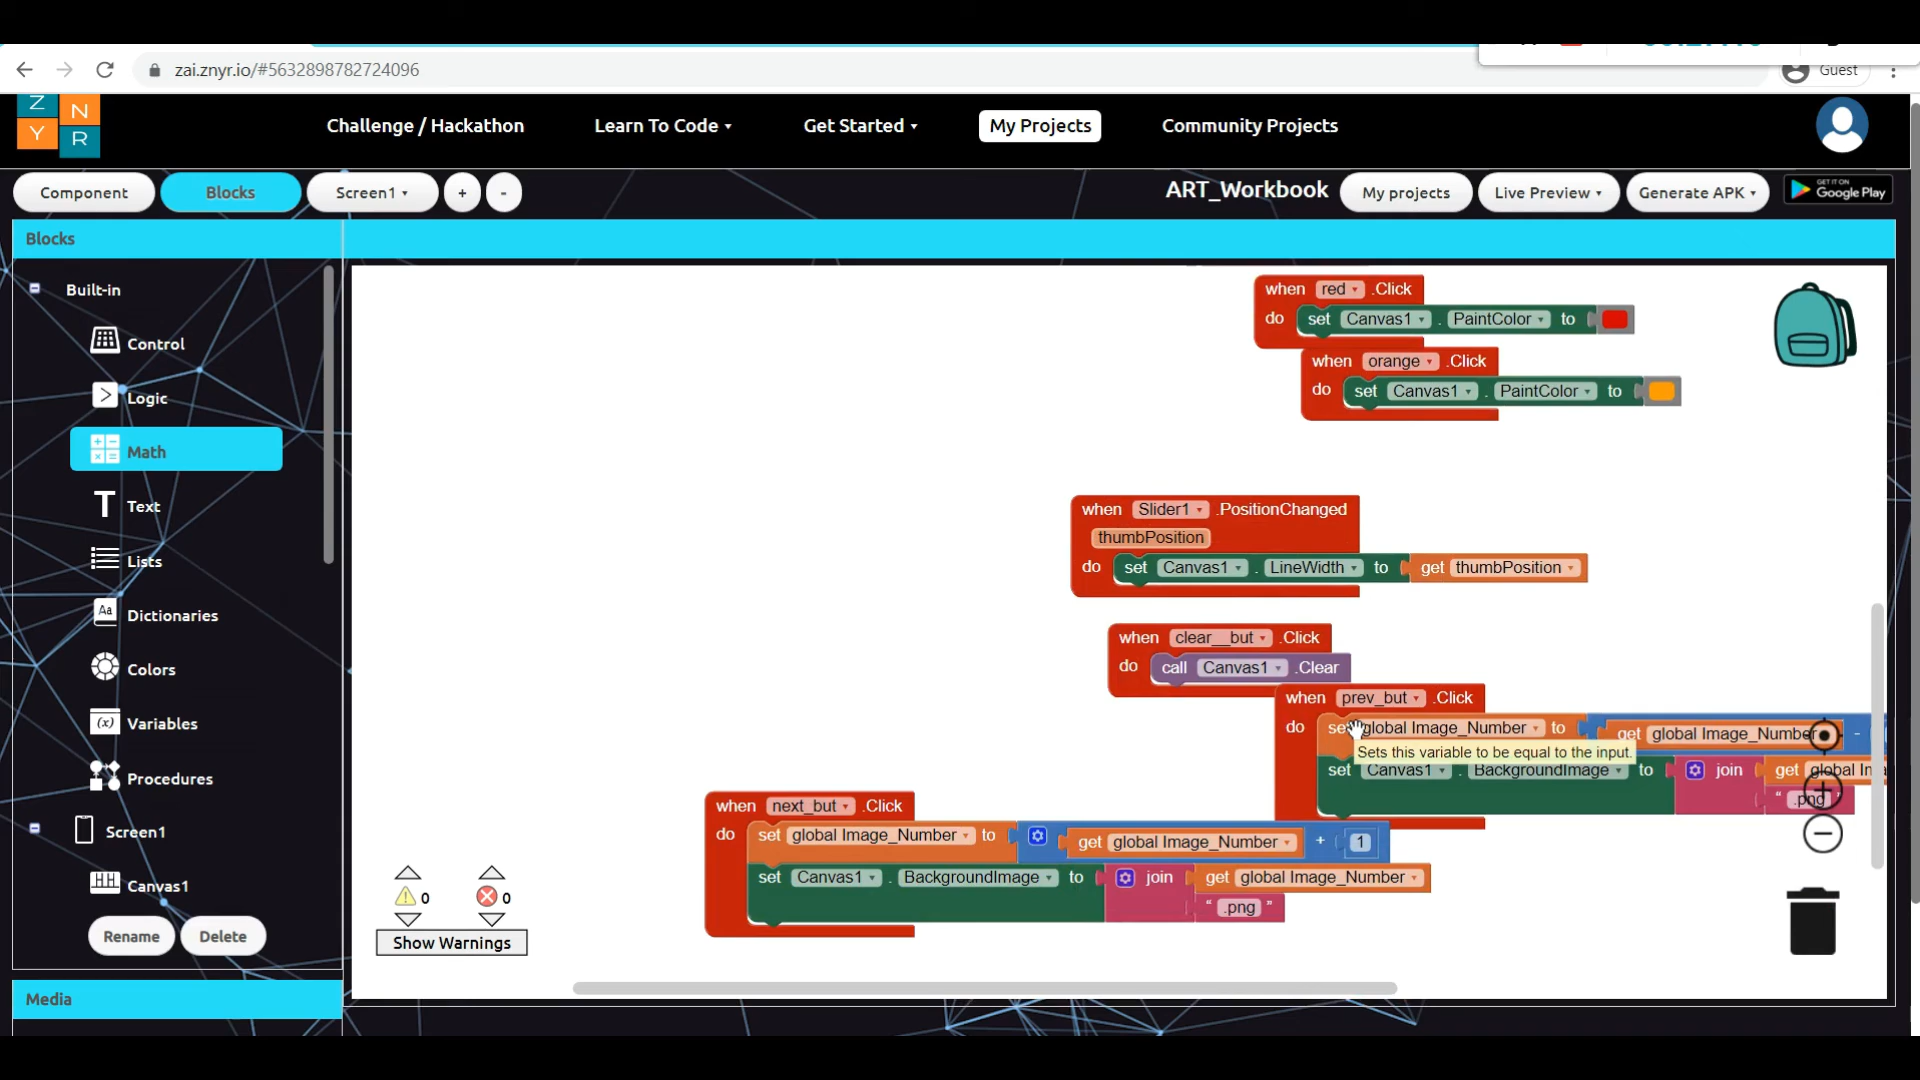 zai.znyr.io/#5632898782724096
Guest
Z N
Y R
Challenge / Hackathon
Learn To Code
Get Started
My Projects
Community Projects
Component
Blocks
Screen1
+
-
ART_Workbook
My projects
Live Preview
Generate APK
GET IT ON
Google Play
Blocks
Built-in
Control
Logic
Math
Text
Lists
Dictionaries
Colors
Variables
Procedures
Screen1
Canvas1
Rename
Delete
Media
when red .Click
do set Canvas1 . PaintColor to
when orange .Click
do set Canvas1 . PaintColor to
when Slider1 .PositionChanged
thumbPosition
do set Canvas1 . LineWidth to get thumbPosition
when clear__but .Click
do call Canvas1 .Clear
when prev_but .Click
do set global Image_Number to get global Image_Number -
Sets this variable to be equal to the input.
set Canvas1 . BackgroundImage to join get global Ima
“ .png ”
when next_but .Click
do set global Image_Number to get global Image_Number + 1
set Canvas1 . BackgroundImage to join get global Image_Number
“ .png ”
0 0
Show Warnings